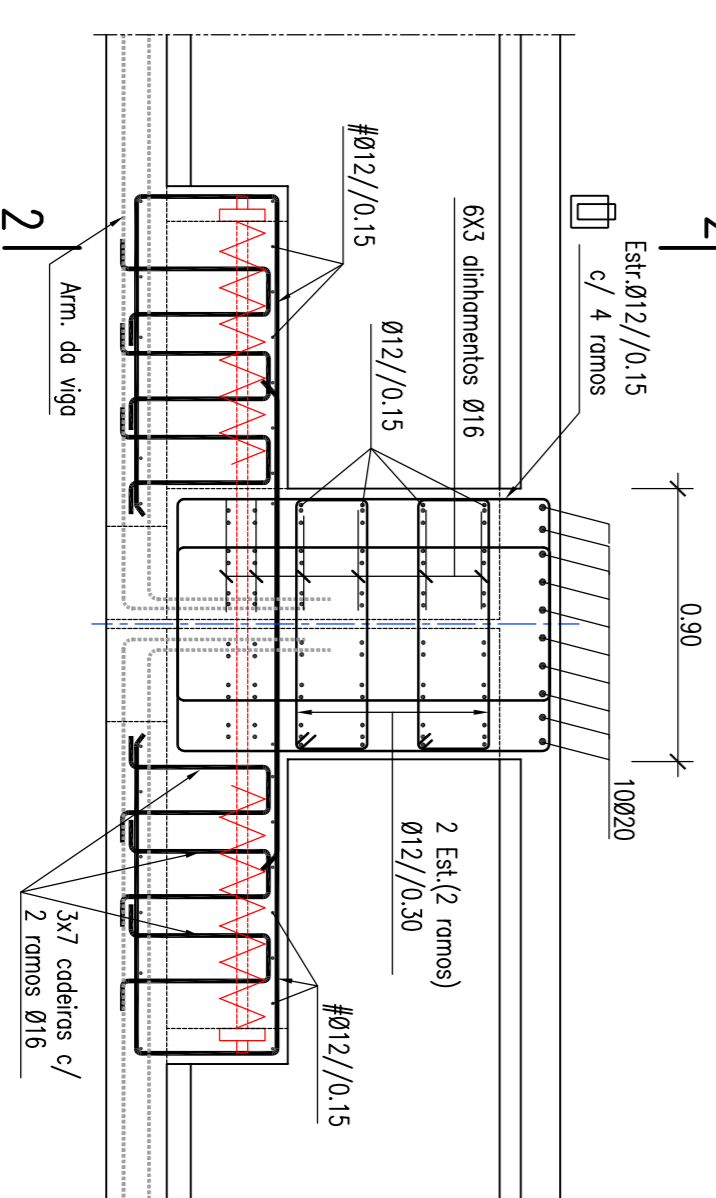 2
Estr.Ø12//0.15
c/ 4 ramos
0.90
10Ø20
6X3 alinhamentos Ø16
Ø12//0.15
#Ø12//0.15
2 Est.(2 ramos)
Ø12//0.30
#Ø12//0.15
3x7 cadeiras c/
2 ramos Ø16
Arm. da viga
2